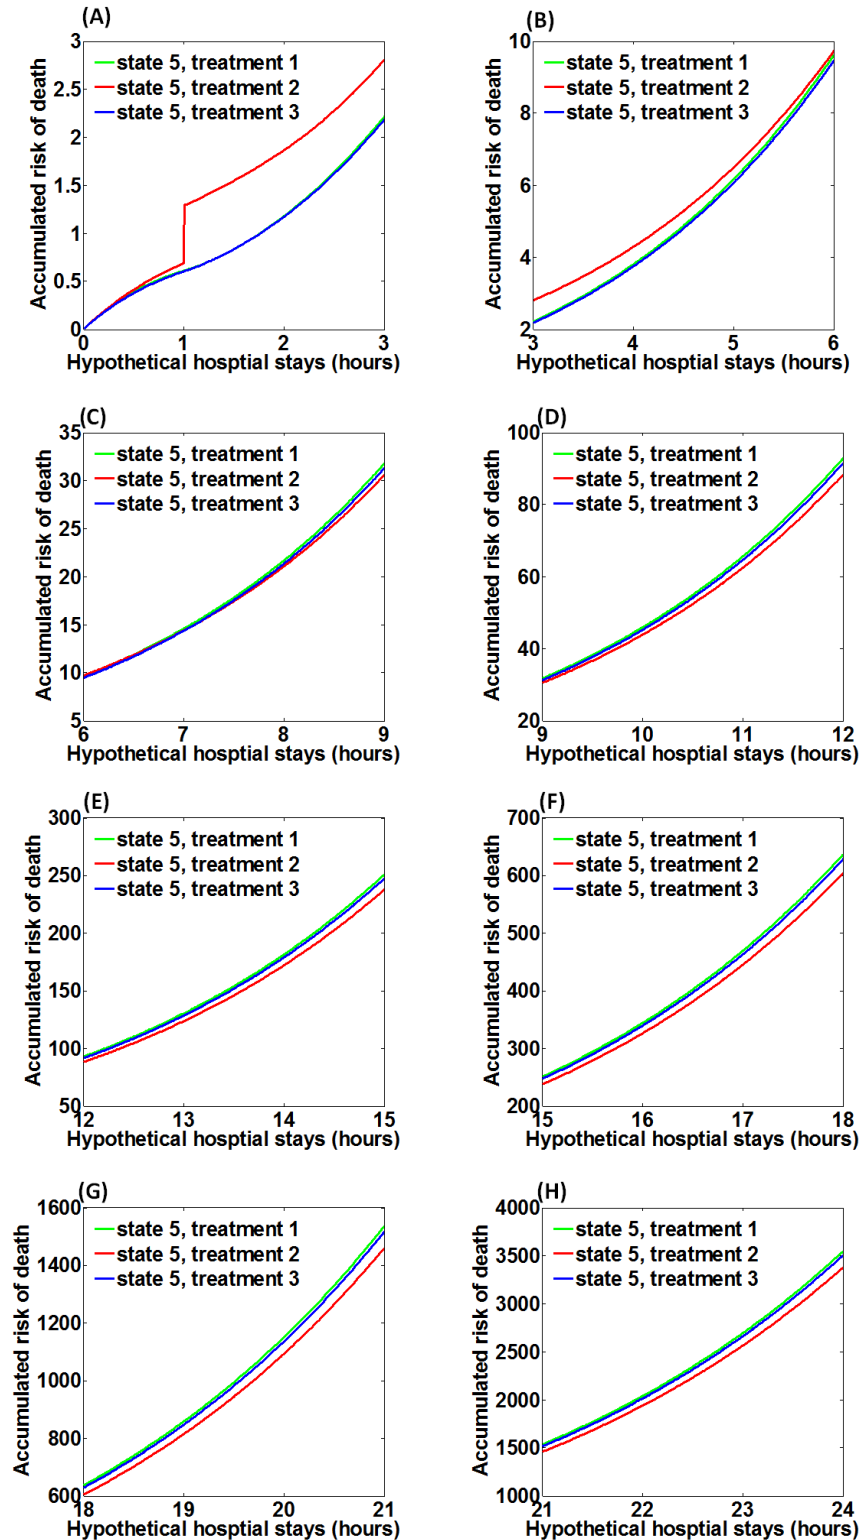 (A)
Accumulated risk of death
3
2.5
2
1.5
1
0.5
0
state 5, treatment 1
state 5, treatment 2
state 5, treatment 3
0 1 2 3
Hypothetical hosptial stays (hours)
(B)
Accumulated risk of death
10
8
6
4
2
state 5, treatment 1
state 5, treatment 2
state 5, treatment 3
3 4 5 6
Hypothetical hosptial stays (hours)
(C)
Accumulated risk of death
35
30
25
20
15
10
5
state 5, treatment 1
state 5, treatment 2
state 5, treatment 3
6 7 8 9
Hypothetical hosptial stays (hours)
(D)
Accumulated risk of death
100
80
60
40
20
state 5, treatment 1
state 5, treatment 2
state 5, treatment 3
9 10 11 12
Hypothetical hosptial stays (hours)
(E)
Accumulated risk of death
300
250
200
150
100
50
state 5, treatment 1
state 5, treatment 2
state 5, treatment 3
12 13 14 15
Hypothetical hosptial stays (hours)
(F)
Accumulated risk of death
700
600
500
400
300
200
state 5, treatment 1
state 5, treatment 2
state 5, treatment 3
15 16 17 18
Hypothetical hosptial stays (hours)
(G)
Accumulated risk of death
1600
1400
1200
1000
800
600
state 5, treatment 1
state 5, treatment 2
state 5, treatment 3
18 19 20 21
Hypothetical hosptial stays (hours)
(H)
Accumulated risk of death
4000
3500
3000
2500
2000
1500
1000
state 5, treatment 1
state 5, treatment 2
state 5, treatment 3
21 22 23 24
Hypothetical hosptial stays (hours)